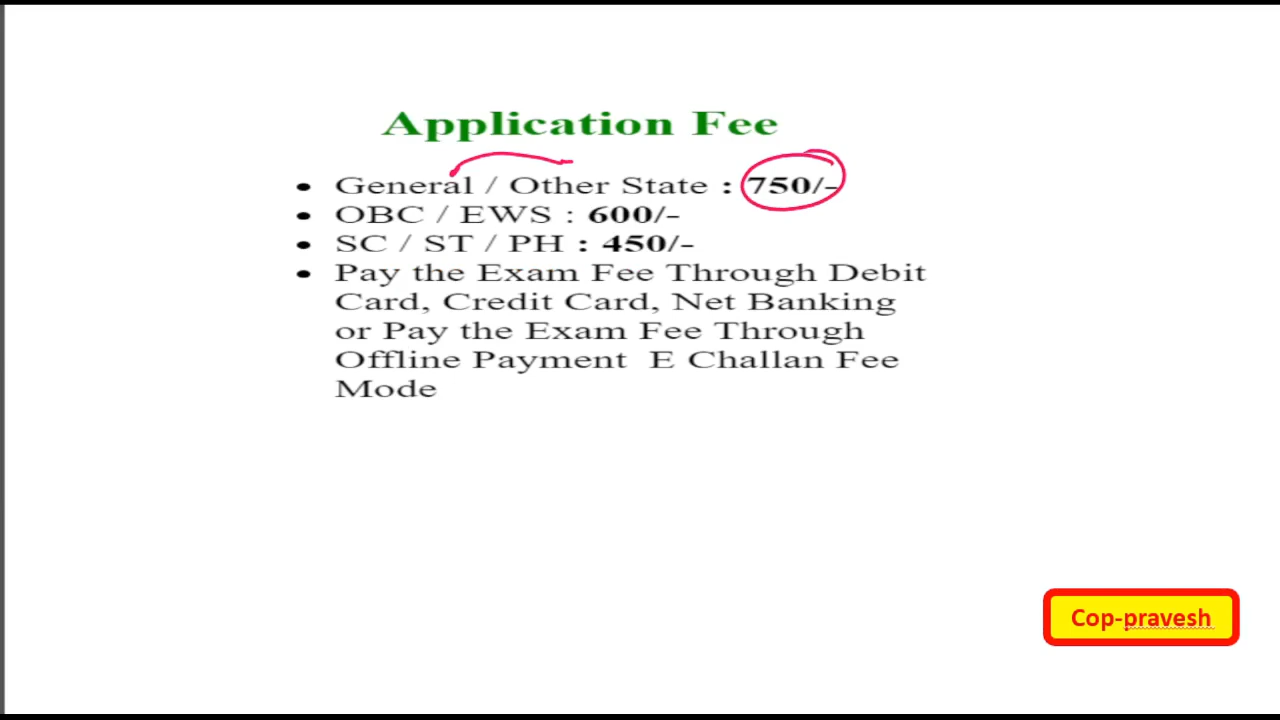 Application Fee
• General / Other State : 750/-
• OBC / EWS : 600/-
• SC / ST / PH : 450/-
• Pay the Exam Fee Through Debit
Card, Credit Card, Net Banking
or Pay the Exam Fee Through
Offline Payment E Challan Fee
Mode
Cop-pravesh